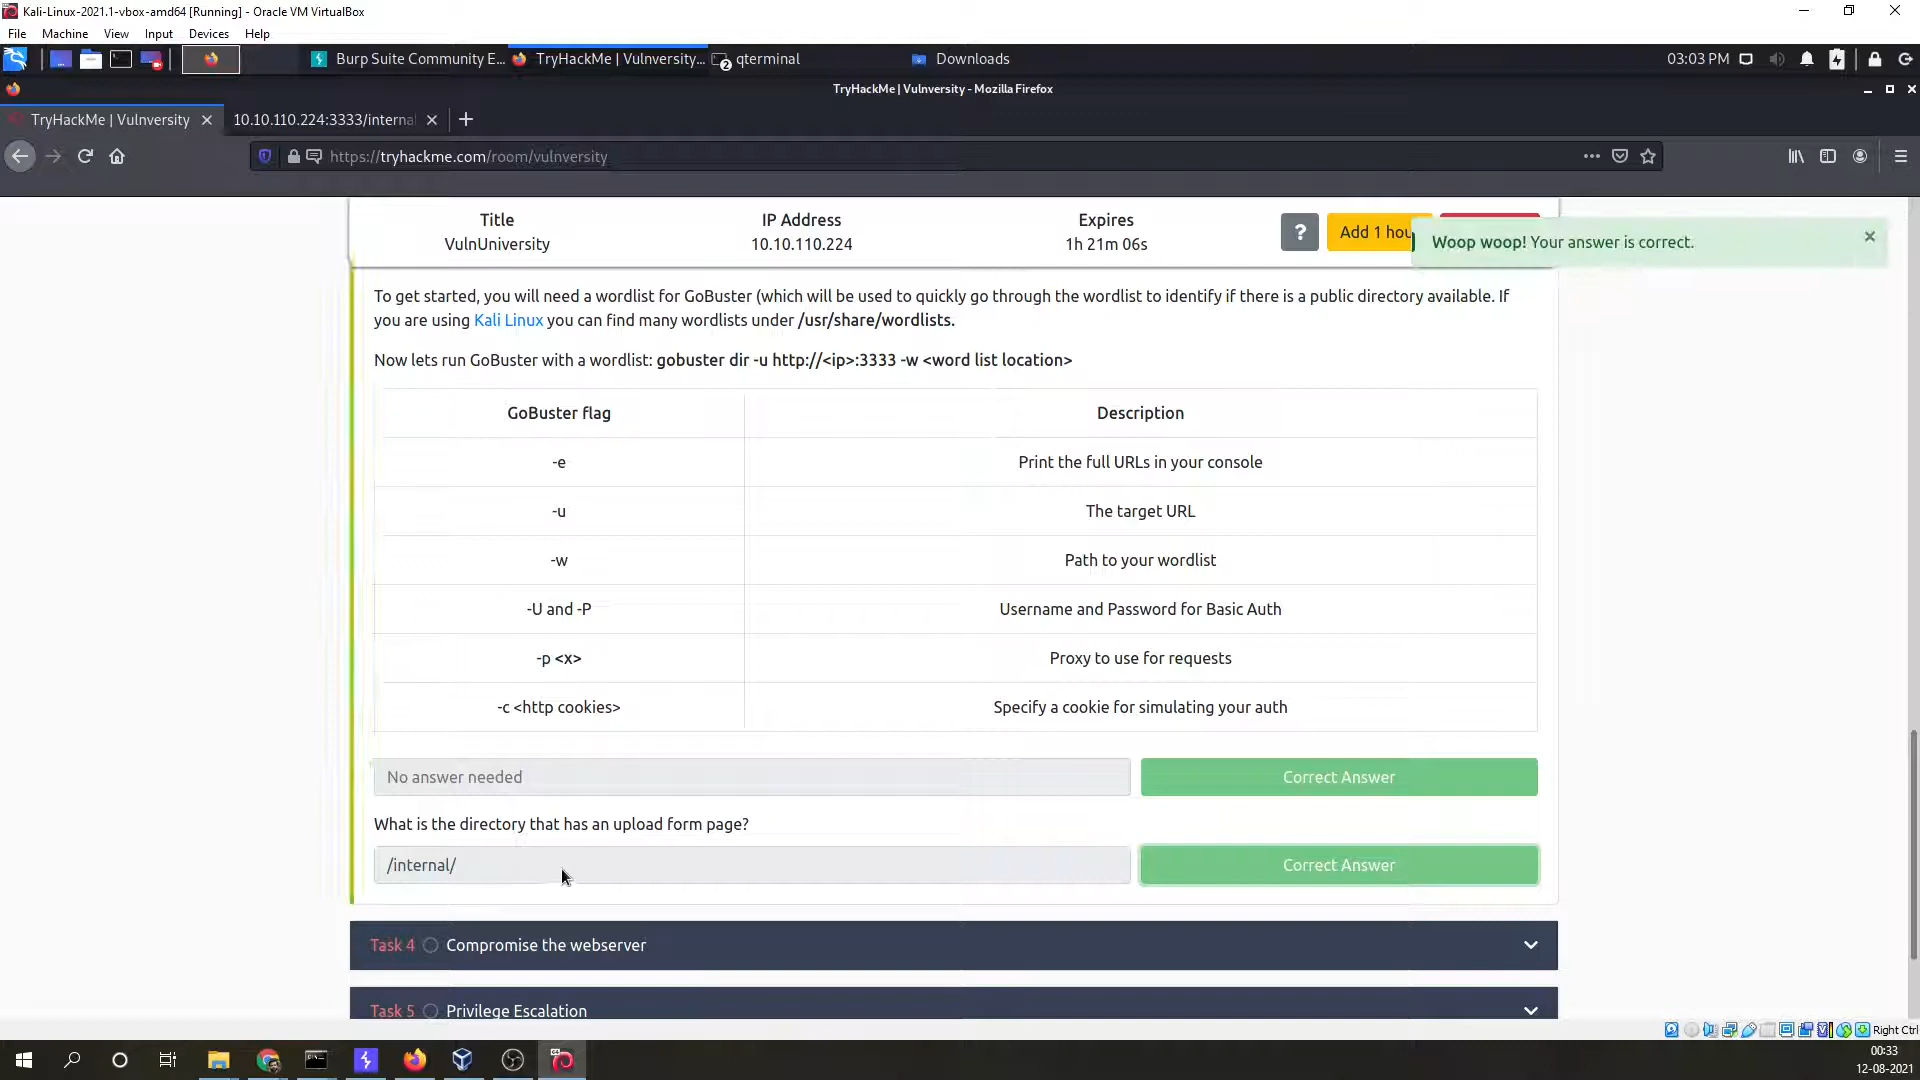 Kali-Linux-2021.1-vbox-amd64 [Running] - Oracle VM VirtualBox
File Machine View Input Devices Help
Burp Suite Community E... TryHackMe | Vulnversity... 2 qterminal Downloads 03:03 PM
TryHackMe | Vulnversity - Mozilla Firefox
TryHackMe | Vulnversity 10.10.110.224:3333/interna
https://tryhackme.com/room/vulnversity
Title IP Address Expires
VulnUniversity 10.10.110.224 1h 21m 06s ? Add 1 hou
Woop woop! Your answer is correct. ×
To get started, you will need a wordlist for GoBuster (which will be used to quickly go through the wordlist to identify if there is a public directory available. If
you are using Kali Linux you can find many wordlists under /usr/share/wordlists.
Now lets run GoBuster with a wordlist: gobuster dir -u http://<ip>:3333 -w <word list location>
GoBuster flag Description
-e Print the full URLs in your console
-u The target URL
-w Path to your wordlist
-U and -P Username and Password for Basic Auth
-p <x> Proxy to use for requests
-c <http cookies> Specify a cookie for simulating your auth
No answer needed Correct Answer
What is the directory that has an upload form page?
/internal/ Correct Answer
Task 4 Compromise the webserver
Task 5 Privilege Escalation
Right Ctrl
00:33
12-08-2021